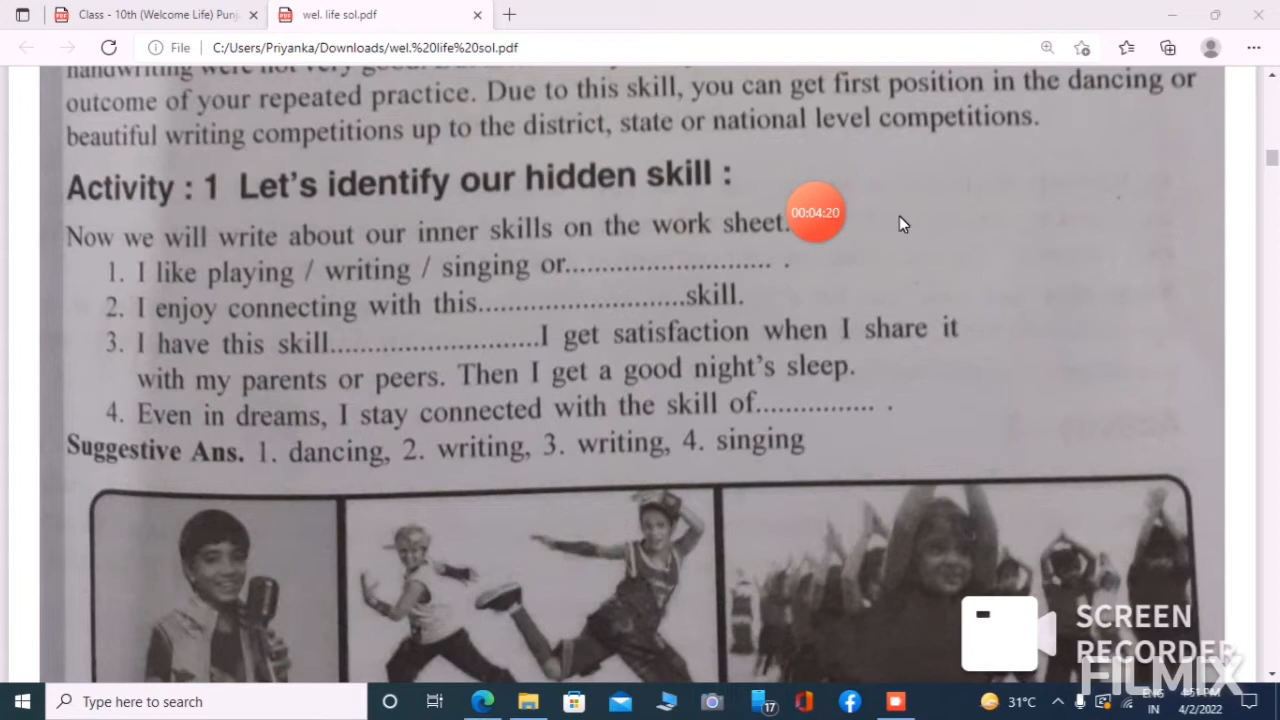 Class - 10th (Welcome Life) Punj
wel. life sol.pdf
File
C:/Users/Priyanka/Downloads/wel.%20life%20sol.pdf
outcome of your repeated practice. Due to this skill, you can get first position in the dancing or
beautiful writing competitions up to the district, state or national level competitions.
Activity : 1 Let's identify our hidden skill :
Now we will write about our inner skills on the work sheet.
00:04:20
1. I like playing / writing / singing or........................... .
2. I enjoy connecting with this...........................skill.
3. I have this skill...........................I get satisfaction when I share it
with my parents or peers. Then I get a good night's sleep.
4. Even in dreams, I stay connected with the skill of............... .
Suggestive Ans. 1. dancing, 2. writing, 3. writing, 4. singing
SCREEN
RECORDER
FILMIX
Type here to search
17
31°C
ENG
IN
4:51 PM
4/2/2022